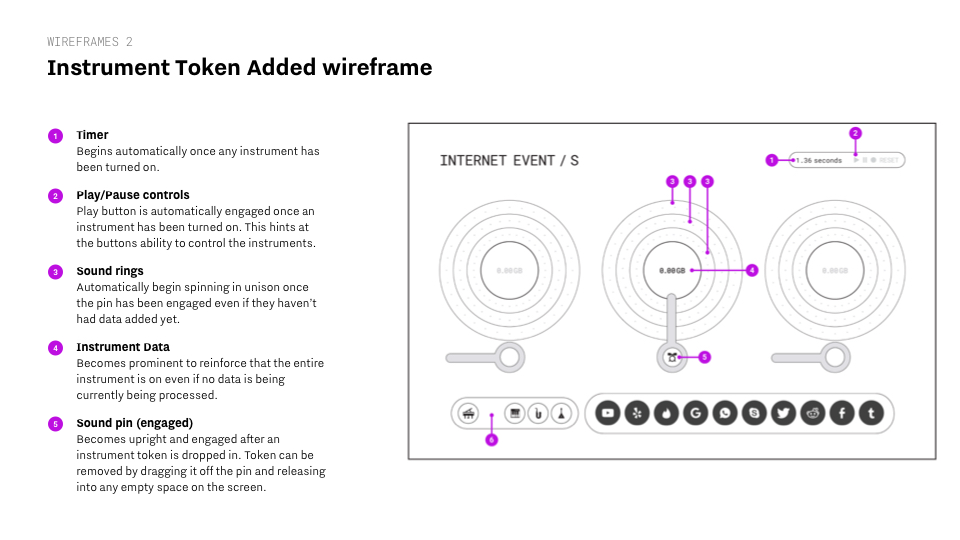 WIREFRAMES 2
Instrument Token Added wireframe
1 Timer
Begins automatically once any instrument has
been turned on.
2 Play/Pause controls
Play button is automatically engaged once an
instrument has been turned on. This hints at
the buttons ability to control the instruments.
3 Sound rings
Automatically begin spinning in unison once
the pin has been engaged even if they haven't
had data added yet.
4 Instrument Data
Becomes prominent to reinforce that the entire
instrument is on even if no data is being
currently being processed.
5 Sound pin (engaged)
Becomes upright and engaged after an
instrument token is dropped in. Token can be
removed by dragging it off the pin and releasing
into any empty space on the screen.
2
INTERNET EVENT / S
1 1.36 seconds RESET
3 3 3
0.00GB 0.00GB 4 0.00GB
5
6